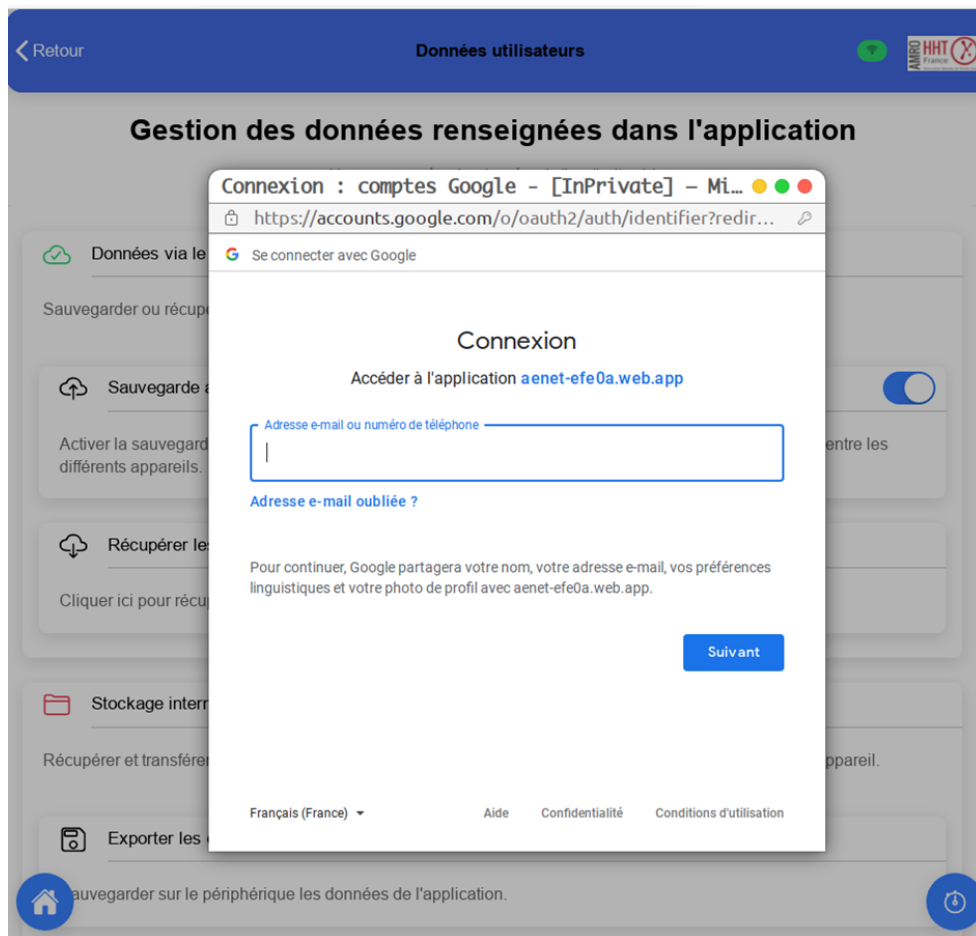 Retour
Données utilisateurs
AMRO
HHT
France
Gestion des données renseignées dans l'application
Connexion : comptes Google – [InPrivate] — Mi...
https://accounts.google.com/o/oauth2/auth/identifier?redir...
Données via le
Se connecter avec Google
Sauvegarder ou récupé
Connexion
Accéder à l'application aenet-efe0a.web.app
Sauvegarde a
Adresse e-mail ou numéro de téléphone
Activer la sauvegard
entre les
différents appareils.
Adresse e-mail oubliée ?
Récupérer les
Pour continuer, Google partagera votre nom, votre adresse e-mail, vos préférences
linguistiques et votre photo de profil avec aenet-efe0a.web.app.
Cliquer ici pour récu
Suivant
Stockage intern
Récupérer et transférer
ppareil.
Français (France)
Aide
Confidentialité
Conditions d'utilisation
Exporter les
auvegarder sur le périphérique les données de l'application.